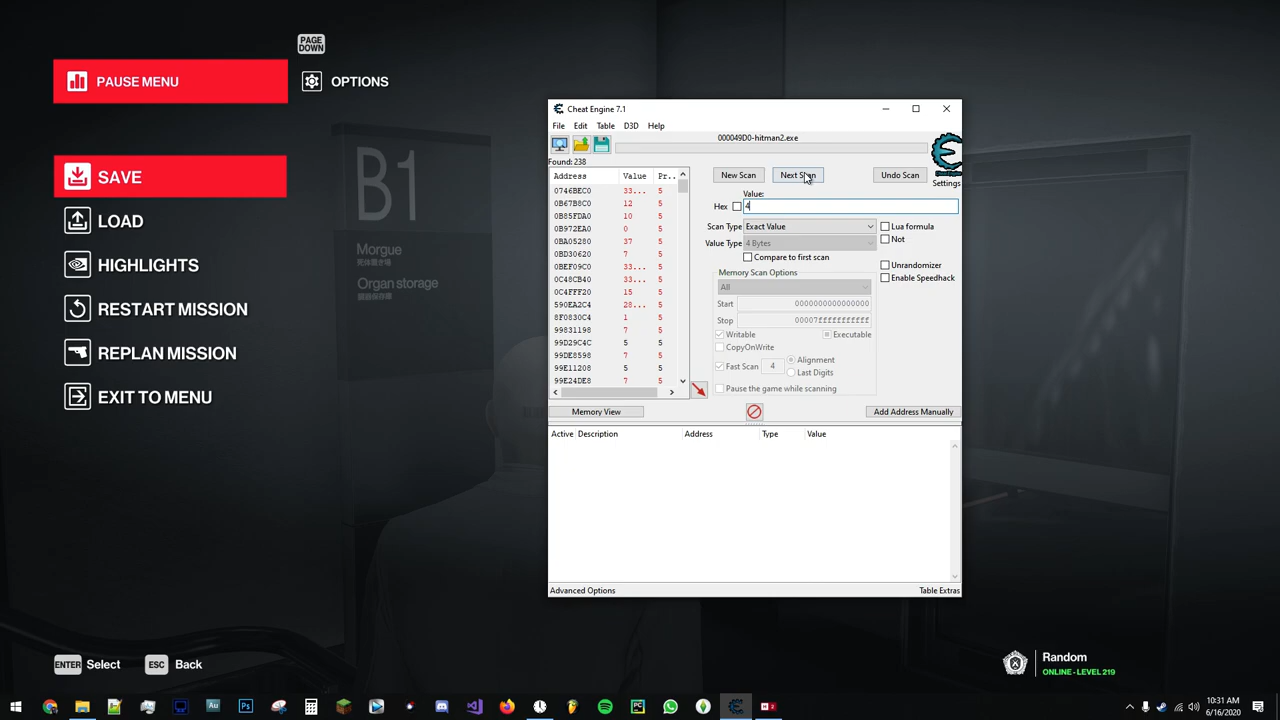 PAGE
DOWN
PAUSE MENU
OPTIONS
SAVE
LOAD
HIGHLIGHTS
RESTART MISSION
REPLAN MISSION
EXIT TO MENU
B1
Morgue
Organ storage
ENTER Select
ESC Back
Random
ONLINE - LEVEL 219
Cheat Engine 7.1
File Edit Table D3D Help
000049D0-hitman2.exe
Found: 238
Address Value Pr..
0746BEC0 33... 5
0B67B8C0 12 5
0B85FDA0 10 5
0B972EA0 0 5
0BA05280 37 5
0BD30620 7 5
0BEF09C0 33... 5
0C48CB40 33... 5
0C4FFF20 15 5
590EA2C4 28... 5
8F0830C4 1 5
99831198 7 5
99D29C4C 5 5
99DE8598 7 5
99E11208 5 5
99E24DE8 7 5
New Scan Next Scan Undo Scan
Settings
Value:
Hex 4
Scan Type Exact Value
Lua formula
Not
Value Type 4 Bytes
Compare to first scan
Unrandomizer
Enable Speedhack
Memory Scan Options
All
Start 0000000000000000
Stop 00007fffffffffff
Writable Executable
CopyOnWrite
Fast Scan 4 Alignment
Last Digits
Pause the game while scanning
Memory View
Add Address Manually
Active Description Address Type Value
Advanced Options
Table Extras
10:31 AM
6/16/2020